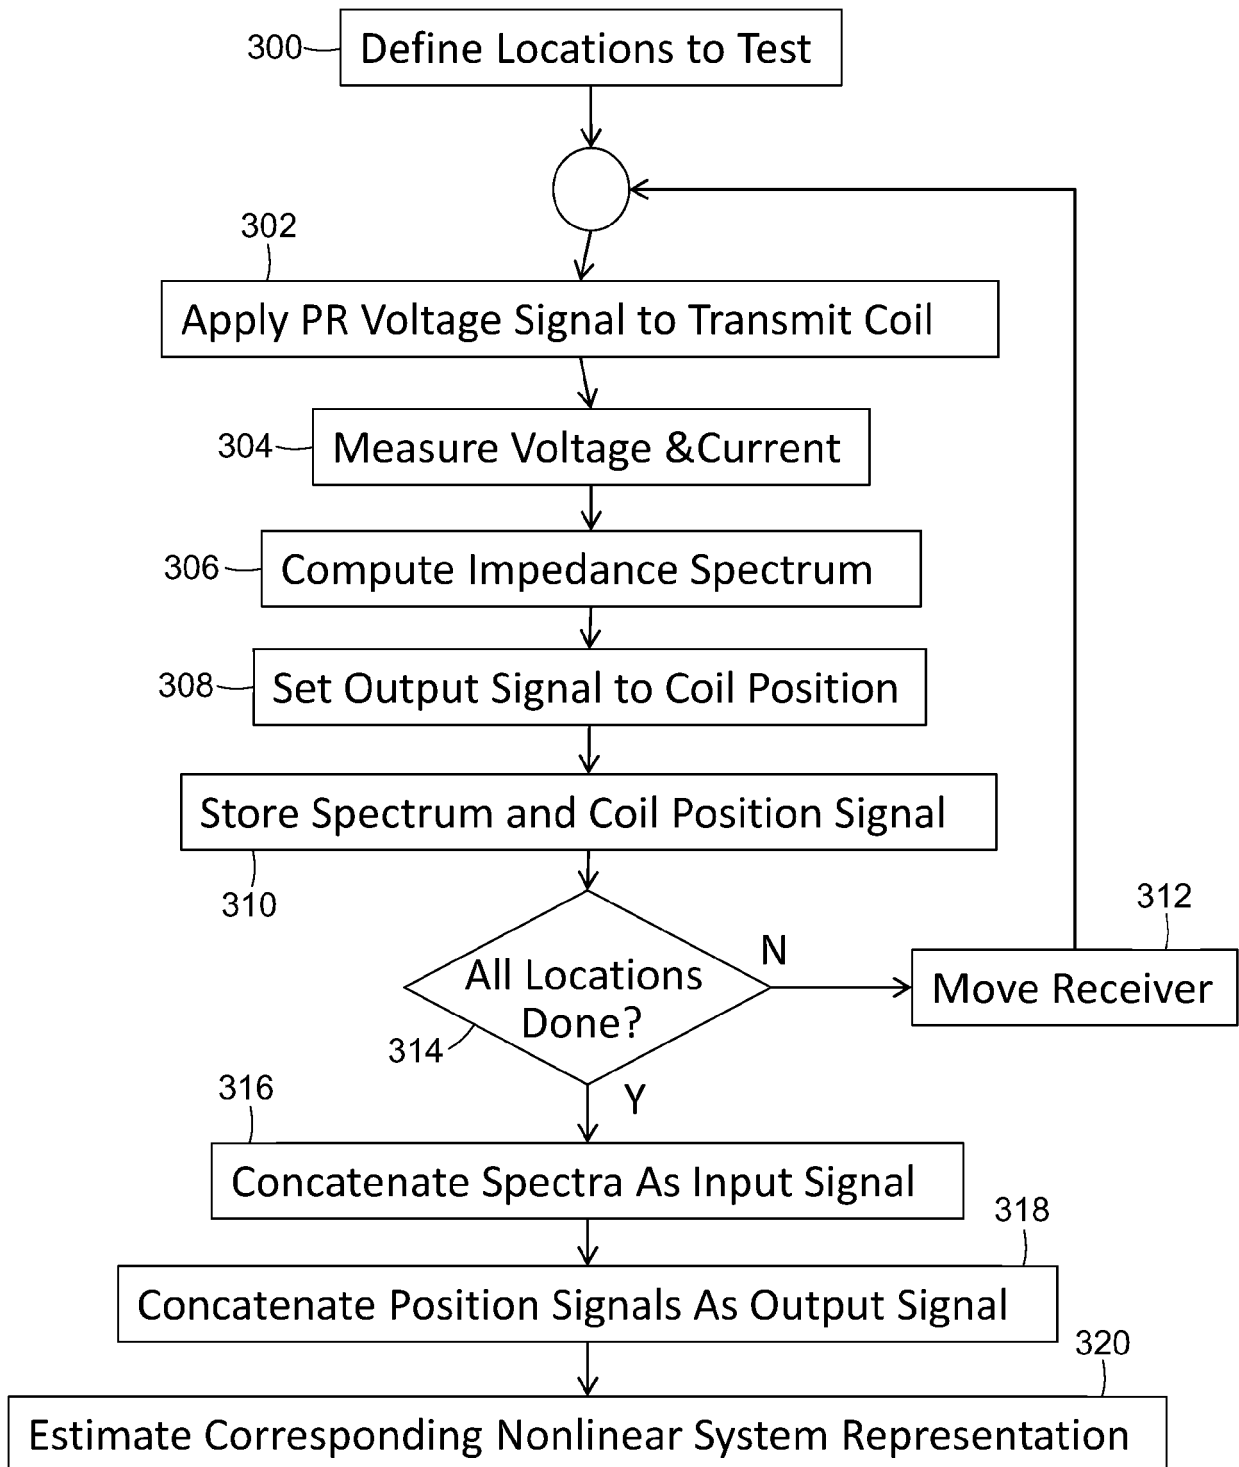 300
Define Locations to Test
302
Apply PR Voltage Signal to Transmit Coil
304
Measure Voltage &Current
306
Compute Impedance Spectrum
308
Set Output Signal to Coil Position
Store Spectrum and Coil Position Signal
310
312
N
All Locations
Done?
Move Receiver
314
316
Y
Concatenate Spectra As Input Signal
318
Concatenate Position Signals As Output Signal
320
Estimate Corresponding Nonlinear System Representation